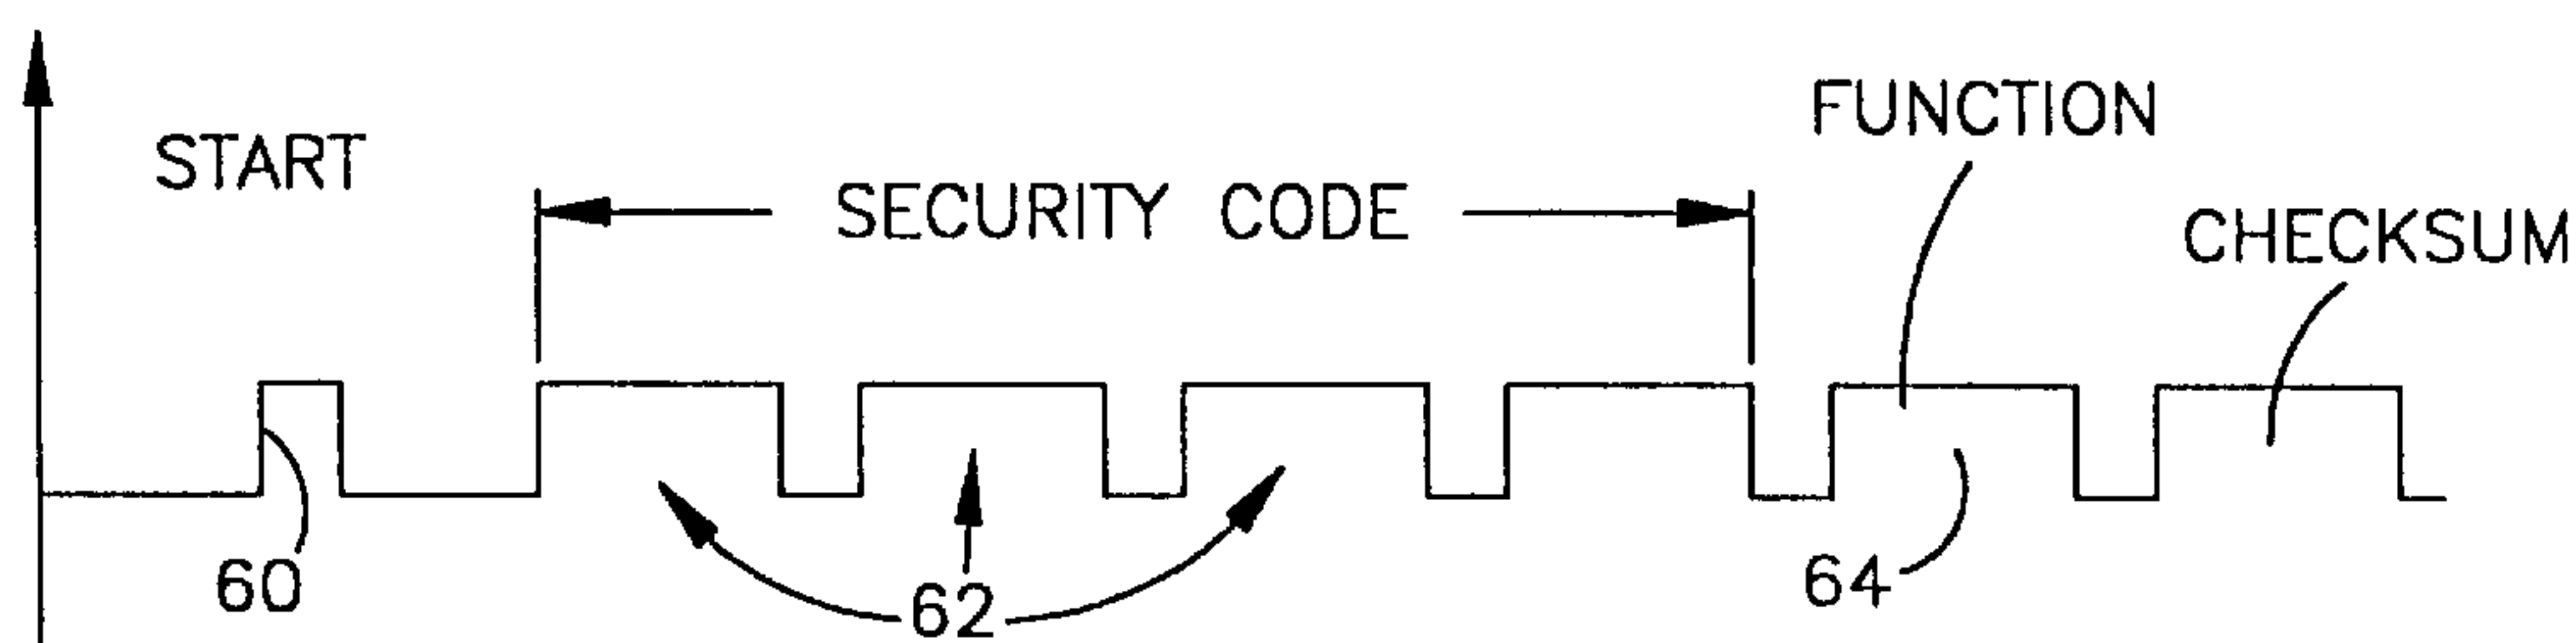 START
SECURITY CODE
FUNCTION
CHECKSUM
60
62
64